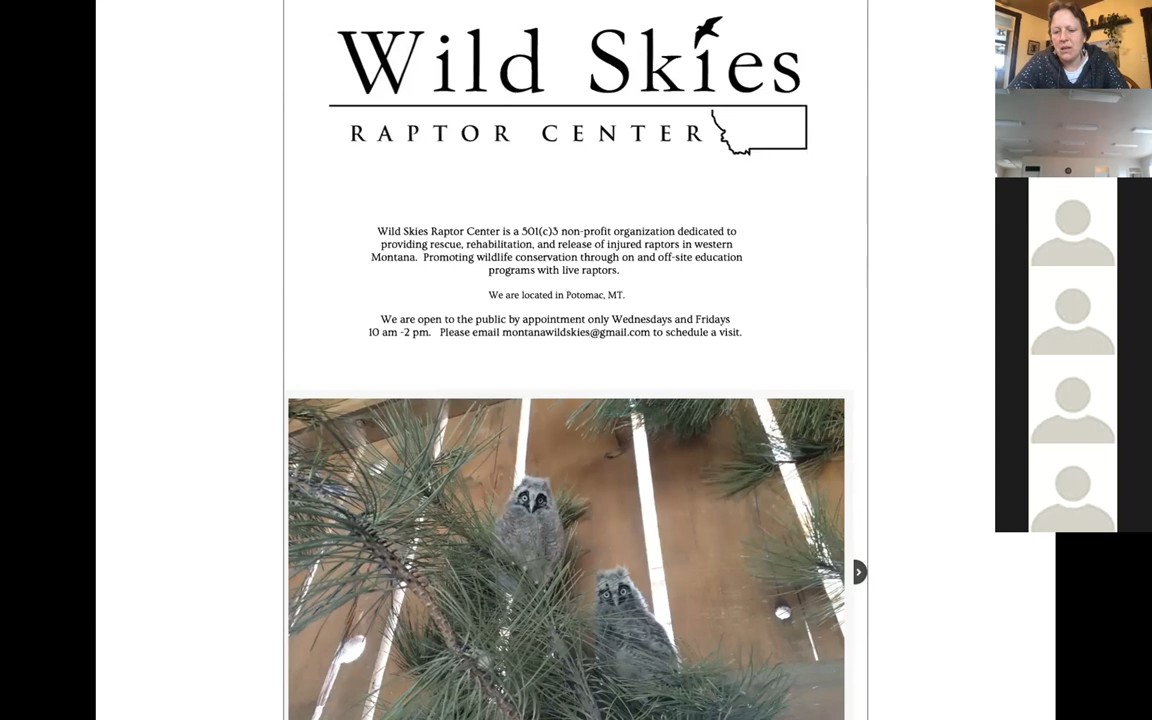 Wild Skies
RAPTOR CENTER
Wild Skies Raptor Center is a 501(c)3 non-profit organization dedicated to
providing rescue, rehabilitation, and release of injured raptors in western
Montana. Promoting wildlife conservation through on and off-site education
programs with live raptors.
We are located in Potomac, MT.
We are open to the public by appointment only Wednesdays and Fridays
10 am -2 pm. Please email montanawildskies@gmail.com to schedule a visit.